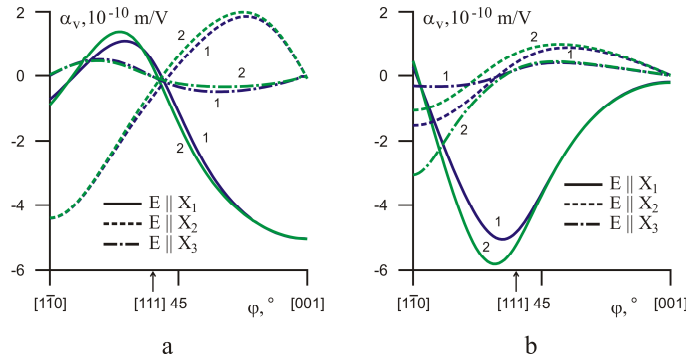 αᵥ, 10⁻¹⁰ m/V
2
0
-2
-4
-6
2
1
2
1
1
2
E ∥ X₁
E ∥ X₂
E ∥ X₃
[11̅0]
[111] 45
φ, °
[001]
a
αᵥ, 10⁻¹⁰ m/V
2
0
-2
-4
-6
2
1
1
1
2
1
2
E ∥ X₁
E ∥ X₂
E ∥ X₃
[11̅0]
[111] 45
φ, °
[001]
b